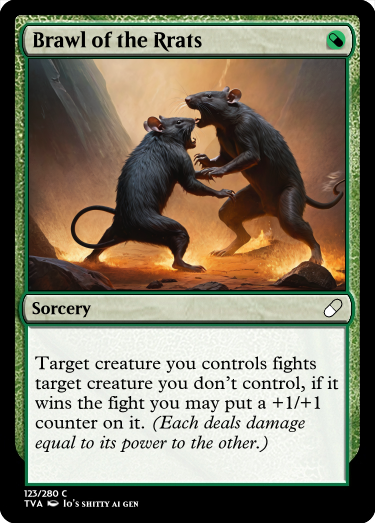 Brawl of the Rrats
Sorcery
Target creature you controls fights
target creature you don't control, if it
wins the fight you may put a +1/+1
counter on it. (Each deals damage
equal to its power to the other.)
123/280 C
TVA Io's SHITTY AI GEN